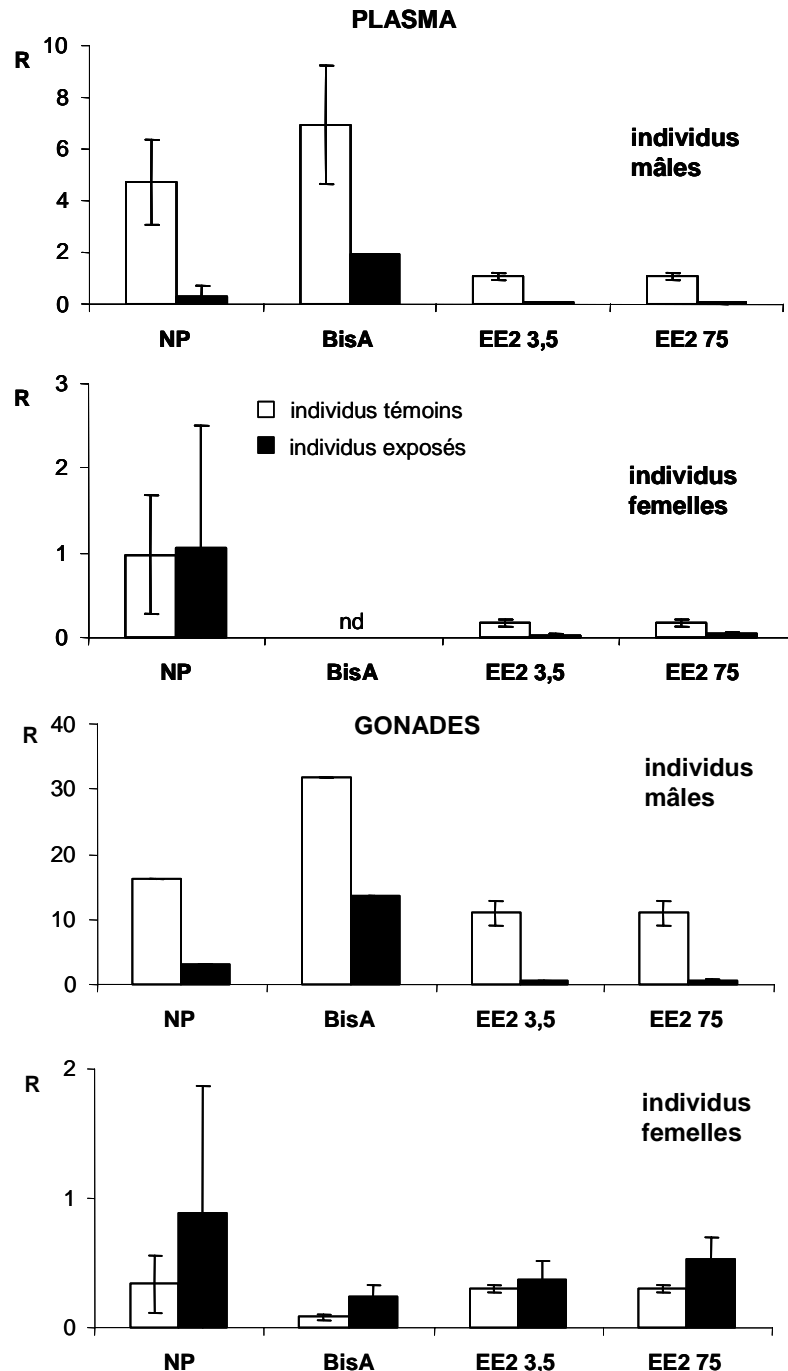 PLASMA
R
10
8
6
4
2
0
individus
mâles
NP BisA EE2 3,5 EE2 75
R
3
2
1
0
individus témoins
individus exposés
individus
femelles
nd
NP BisA EE2 3,5 EE2 75
GONADES
R
40
30
20
10
0
individus
mâles
NP BisA EE2 3,5 EE2 75
R
2
1
0
individus
femelles
NP BisA EE2 3,5 EE2 75